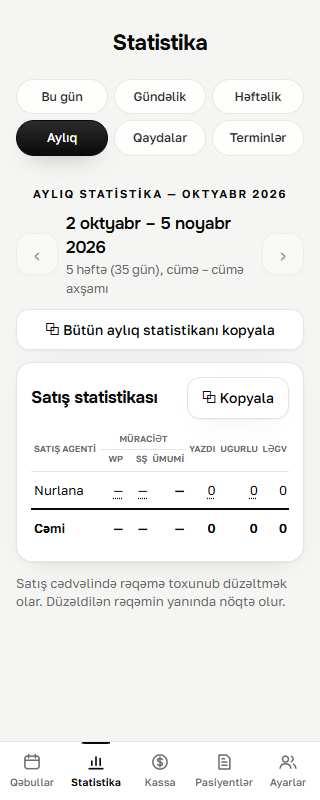 Statistika
Bu gün Gündəlik Həftəlik
Aylıq Qaydalar Terminlər
AYLIQ STATİSTİKA — OKTYABR 2026
2 oktyabr – 5 noyabr
2026
5 həftə (35 gün), cümə – cümə
axşamı
Bütün aylıq statistikanı kopyala
Satış statistikası Kopyala
MÜRACİƏT
SATIŞ AGENTİ YAZDI UGURLU LƏGV
WP SŞ ÜMUMİ
Nurlana — — — 0 0 0
Cəmi — — — 0 0 0
Satış cədvəlində rəqəmə toxunub düzəltmək
olar. Düzəldilən rəqəmin yanında nöqtə olur.
Qəbullar Statistika Kassa Pasiyentlər Ayarlar